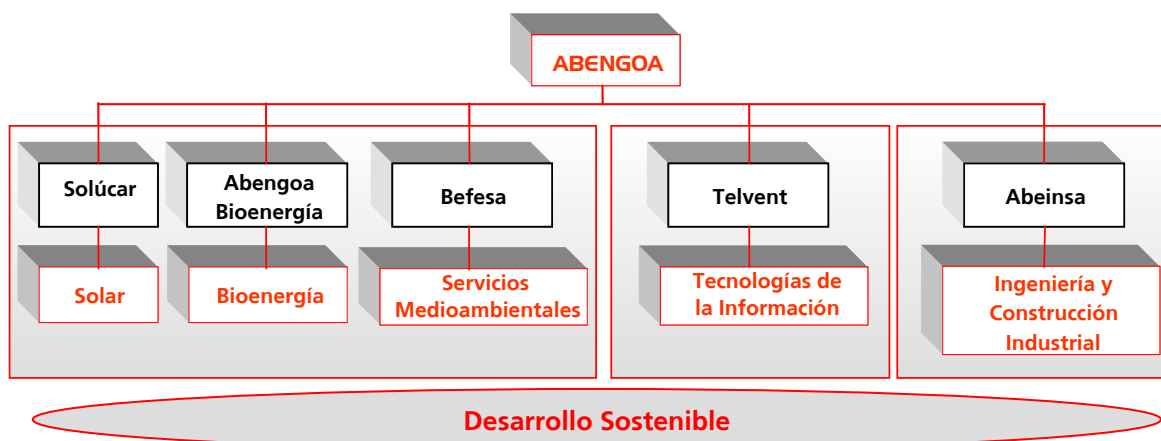 ABENGOA
Solúcar
Abengoa
Bioenergía
Befesa
Telvent
Abeinsa
Solar
Bioenergía
Servicios
Medioambientales
Tecnologías de
la Información
Ingeniería y
Construcción
Industrial
Desarrollo Sostenible